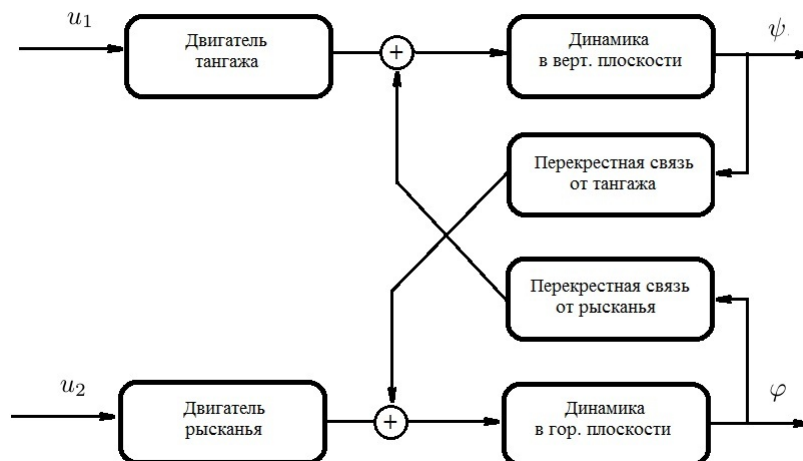 u₁
Двигатель
тангажа
+
Динамика
в верт. плоскости
ψ
Перекрестная связь
от тангажа
Перекрестная связь
от рысканья
u₂
Двигатель
рысканья
+
Динамика
в гор. плоскости
φ